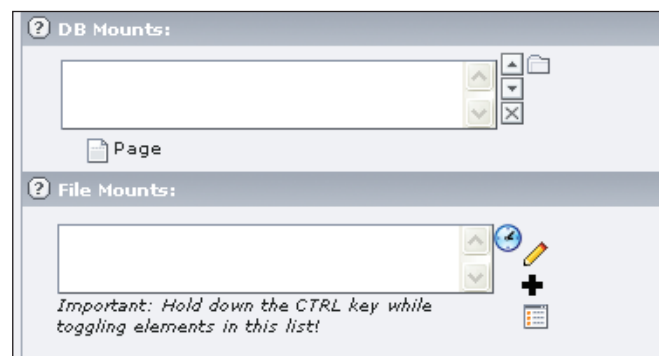 ? DB Mounts:
Page
? File Mounts:
Important: Hold down the CTRL key while
toggling elements in this list!